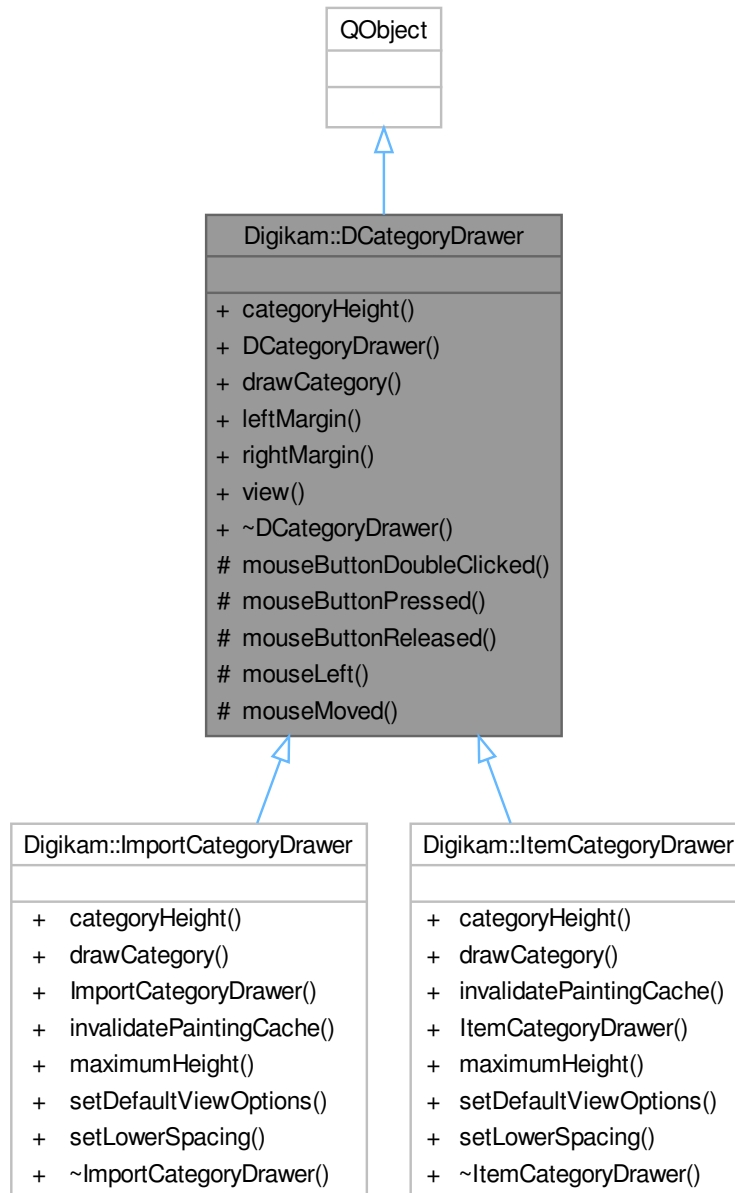 QObject
Digikam::DCategoryDrawer
+ categoryHeight()
+ DCategoryDrawer()
+ drawCategory()
+ leftMargin()
+ rightMargin()
+ view()
+ ~DCategoryDrawer()
# mouseButtonDoubleClicked()
# mouseButtonPressed()
# mouseButtonReleased()
# mouseLeft()
# mouseMoved()
Digikam::ImportCategoryDrawer
+ categoryHeight()
+ drawCategory()
+ ImportCategoryDrawer()
+ invalidatePaintingCache()
+ maximumHeight()
+ setDefaultViewOptions()
+ setLowerSpacing()
+ ~ImportCategoryDrawer()
Digikam::ItemCategoryDrawer
+ categoryHeight()
+ drawCategory()
+ invalidatePaintingCache()
+ ItemCategoryDrawer()
+ maximumHeight()
+ setDefaultViewOptions()
+ setLowerSpacing()
+ ~ItemCategoryDrawer()